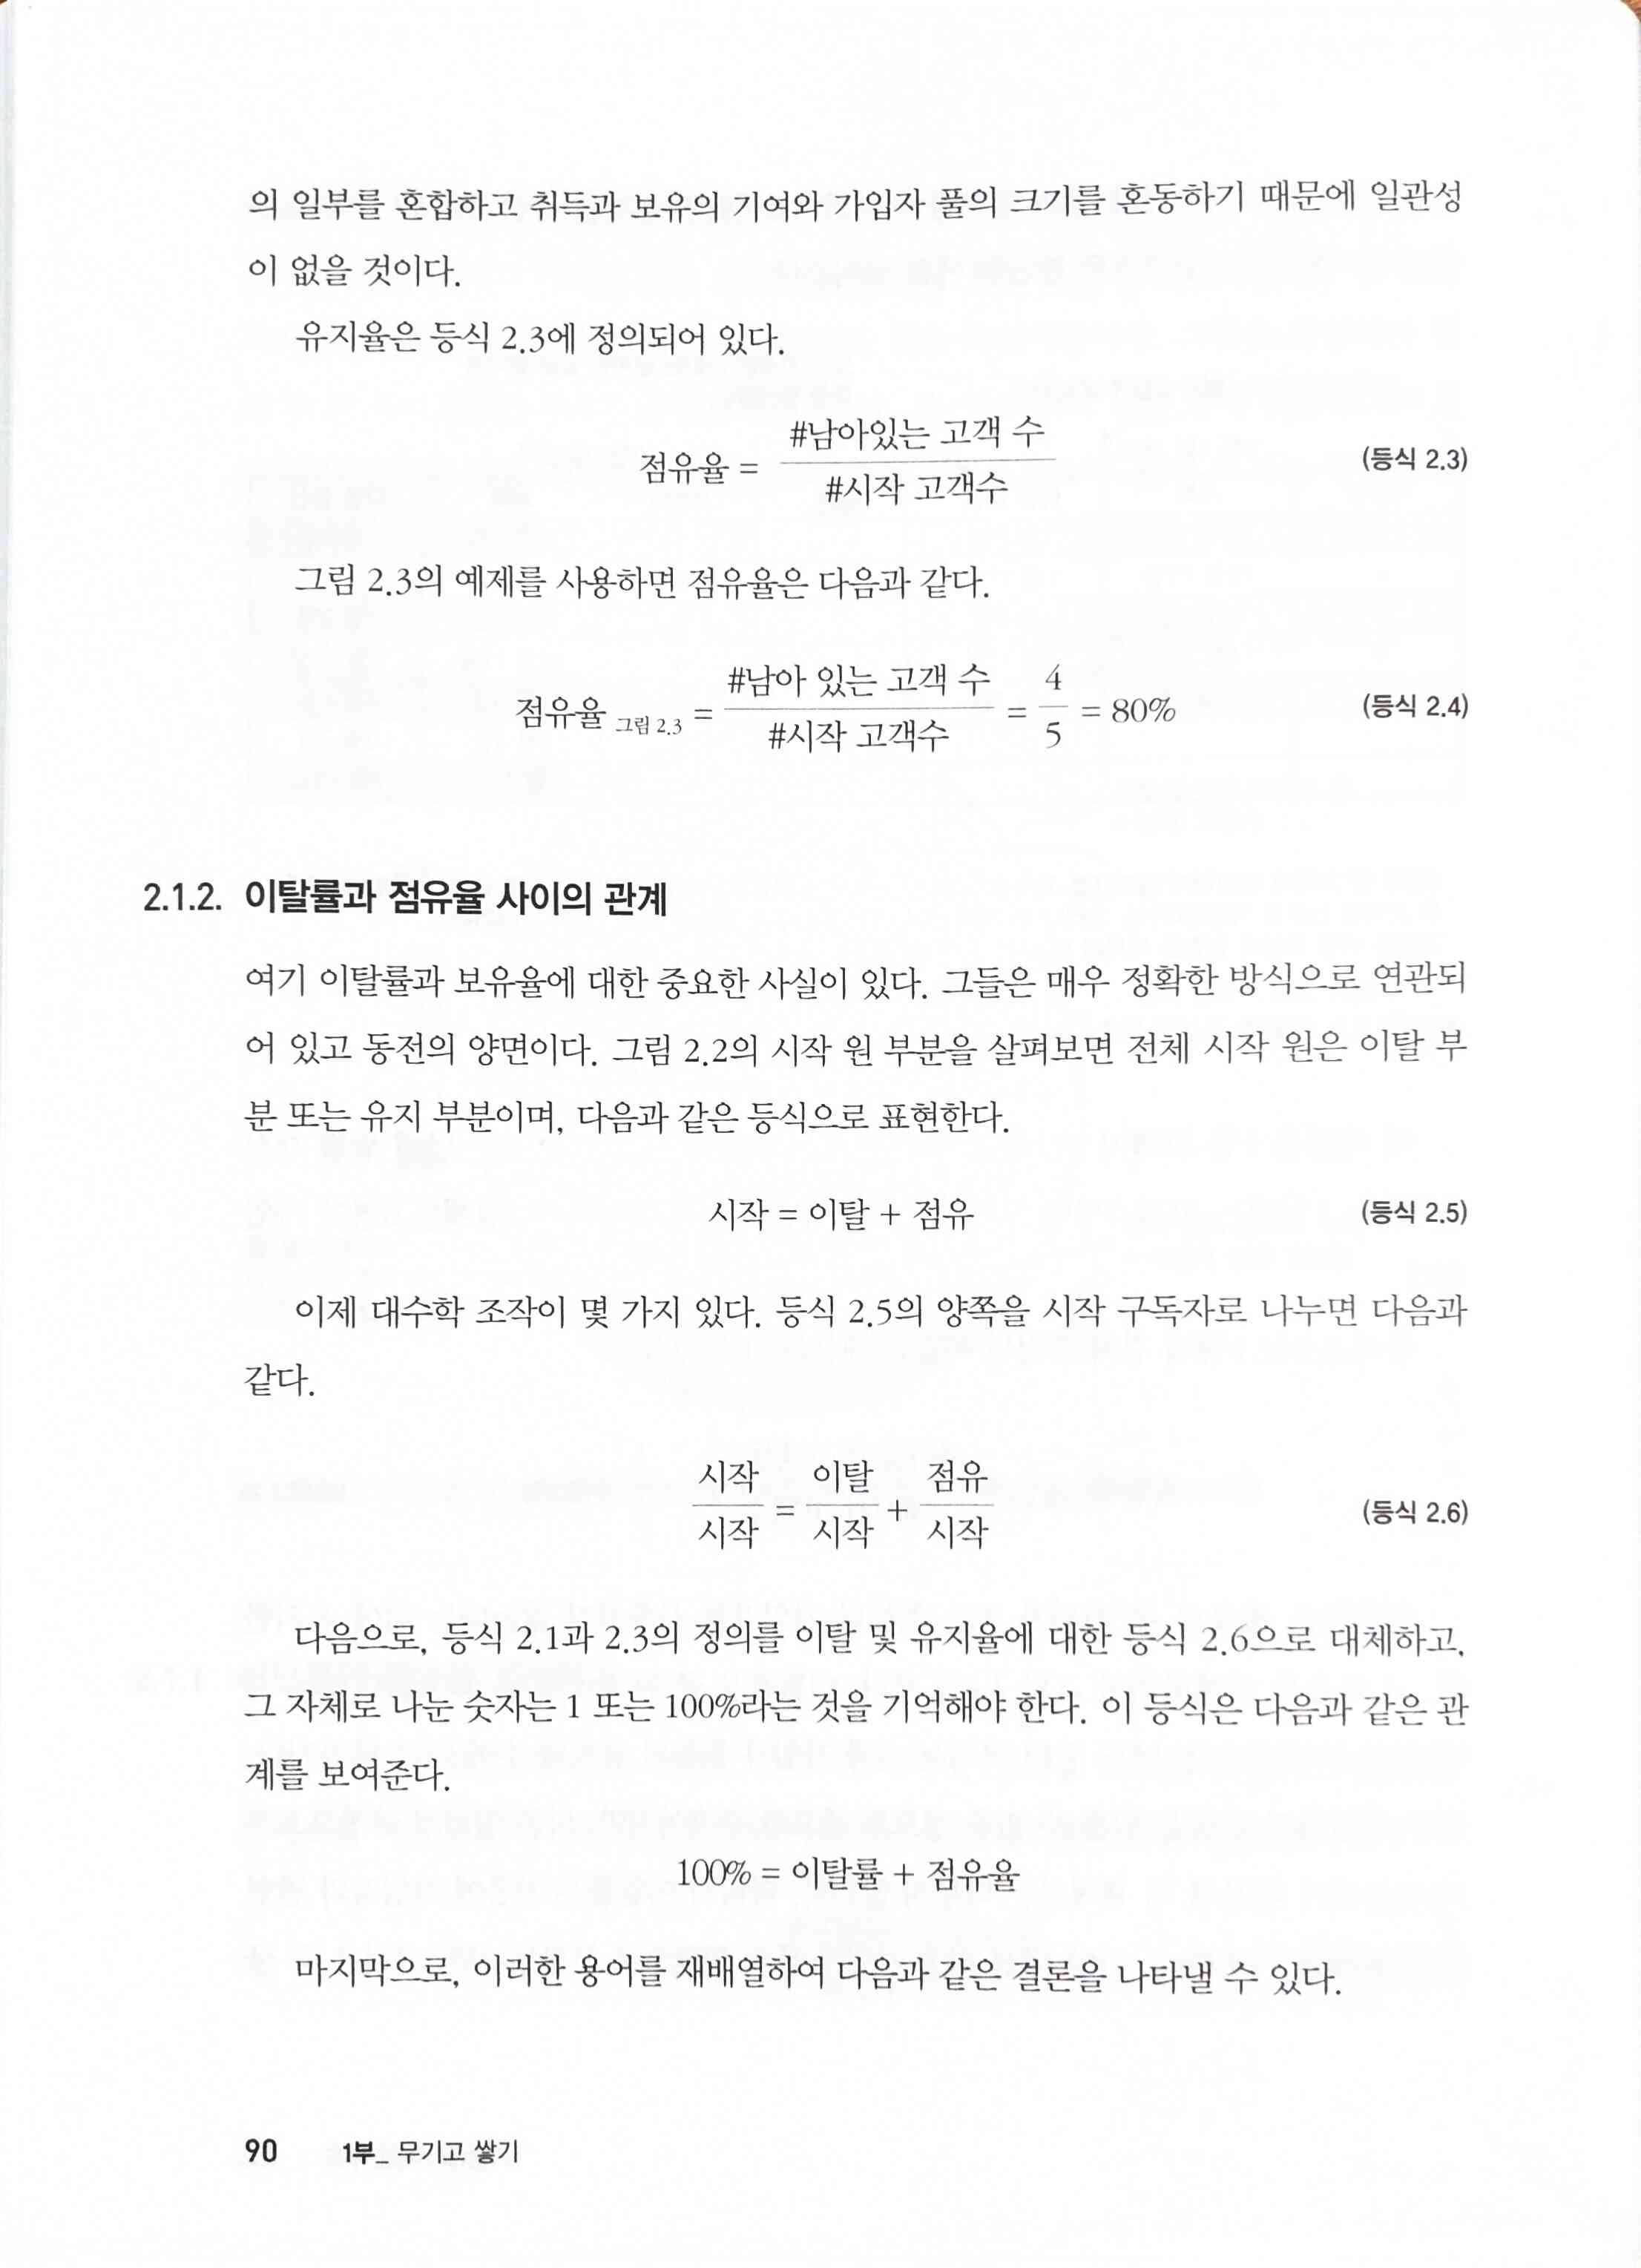 의 일부를 혼합하고 취득과 보유의 기여와 가입자 풀의 크기를 혼동하기 때문에 일관성
이 없을 것이다.
유지율은 등식 2.3에 정의되어 있다.
점유율 = #남아있는 고객 수 / #시작 고객수 (등식 2.3)
그림 2.3의 예제를 사용하면 점유율은 다음과 같다.
점유율 그림 2.3 = #남아 있는 고객 수 / #시작 고객수 = 4 / 5 = 80% (등식 2.4)
2.1.2. 이탈률과 점유율 사이의 관계
여기 이탈률과 보유율에 대한 중요한 사실이 있다. 그들은 매우 정확한 방식으로 연관되
어 있고 동전의 양면이다. 그림 2.2의 시작 원 부분을 살펴보면 전체 시작 원은 이탈 부
분 또는 유지 부분이며, 다음과 같은 등식으로 표현한다.
시작 = 이탈 + 점유 (등식 2.5)
이제 대수학 조작이 몇 가지 있다. 등식 2.5의 양쪽을 시작 구독자로 나누면 다음과
같다.
시작 / 시작 = 이탈 / 시작 + 점유 / 시작 (등식 2.6)
다음으로, 등식 2.1과 2.3의 정의를 이탈 및 유지율에 대한 등식 2.6으로 대체하고,
그 자체로 나눈 숫자는 1 또는 100%라는 것을 기억해야 한다. 이 등식은 다음과 같은 관
계를 보여준다.
100% = 이탈률 + 점유율
마지막으로, 이러한 용어를 재배열하여 다음과 같은 결론을 나타낼 수 있다.
90 1부_ 무기고 쌓기